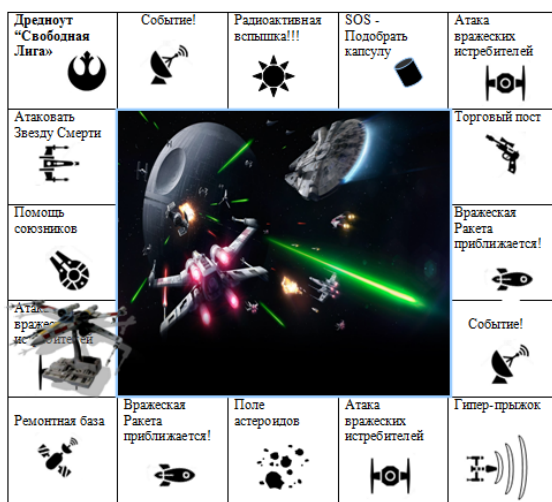 Дредноут
“Свободная
Лига»
Событие!
Радиоактивная
вспышка!!!
SOS -
Подобрать
капсулу
Атака
вражеских
истребителей
Атаковать
Звезду Смерти
Торговый пост
Помощь
союзников
Вражеская
Ракета
приближается!
Событие!
Ремонтная база
Вражеская
Ракета
приближается!
Поле
астероидов
Атака
вражеских
истребителей
Гипер-прыжок